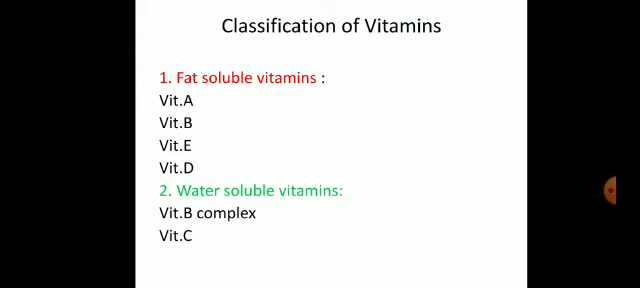 Classification of Vitamins
1. Fat soluble vitamins :
Vit.A
Vit.B
Vit.E
Vit.D
2. Water soluble vitamins:
Vit.B complex
Vit.C